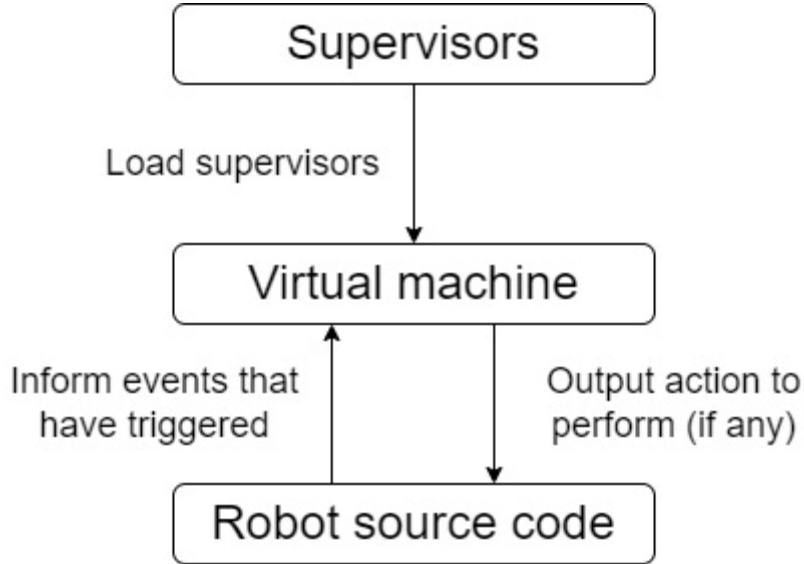 Supervisors
Load supervisors
Virtual machine
Inform events that
have triggered
Output action to
perform (if any)
Robot source code